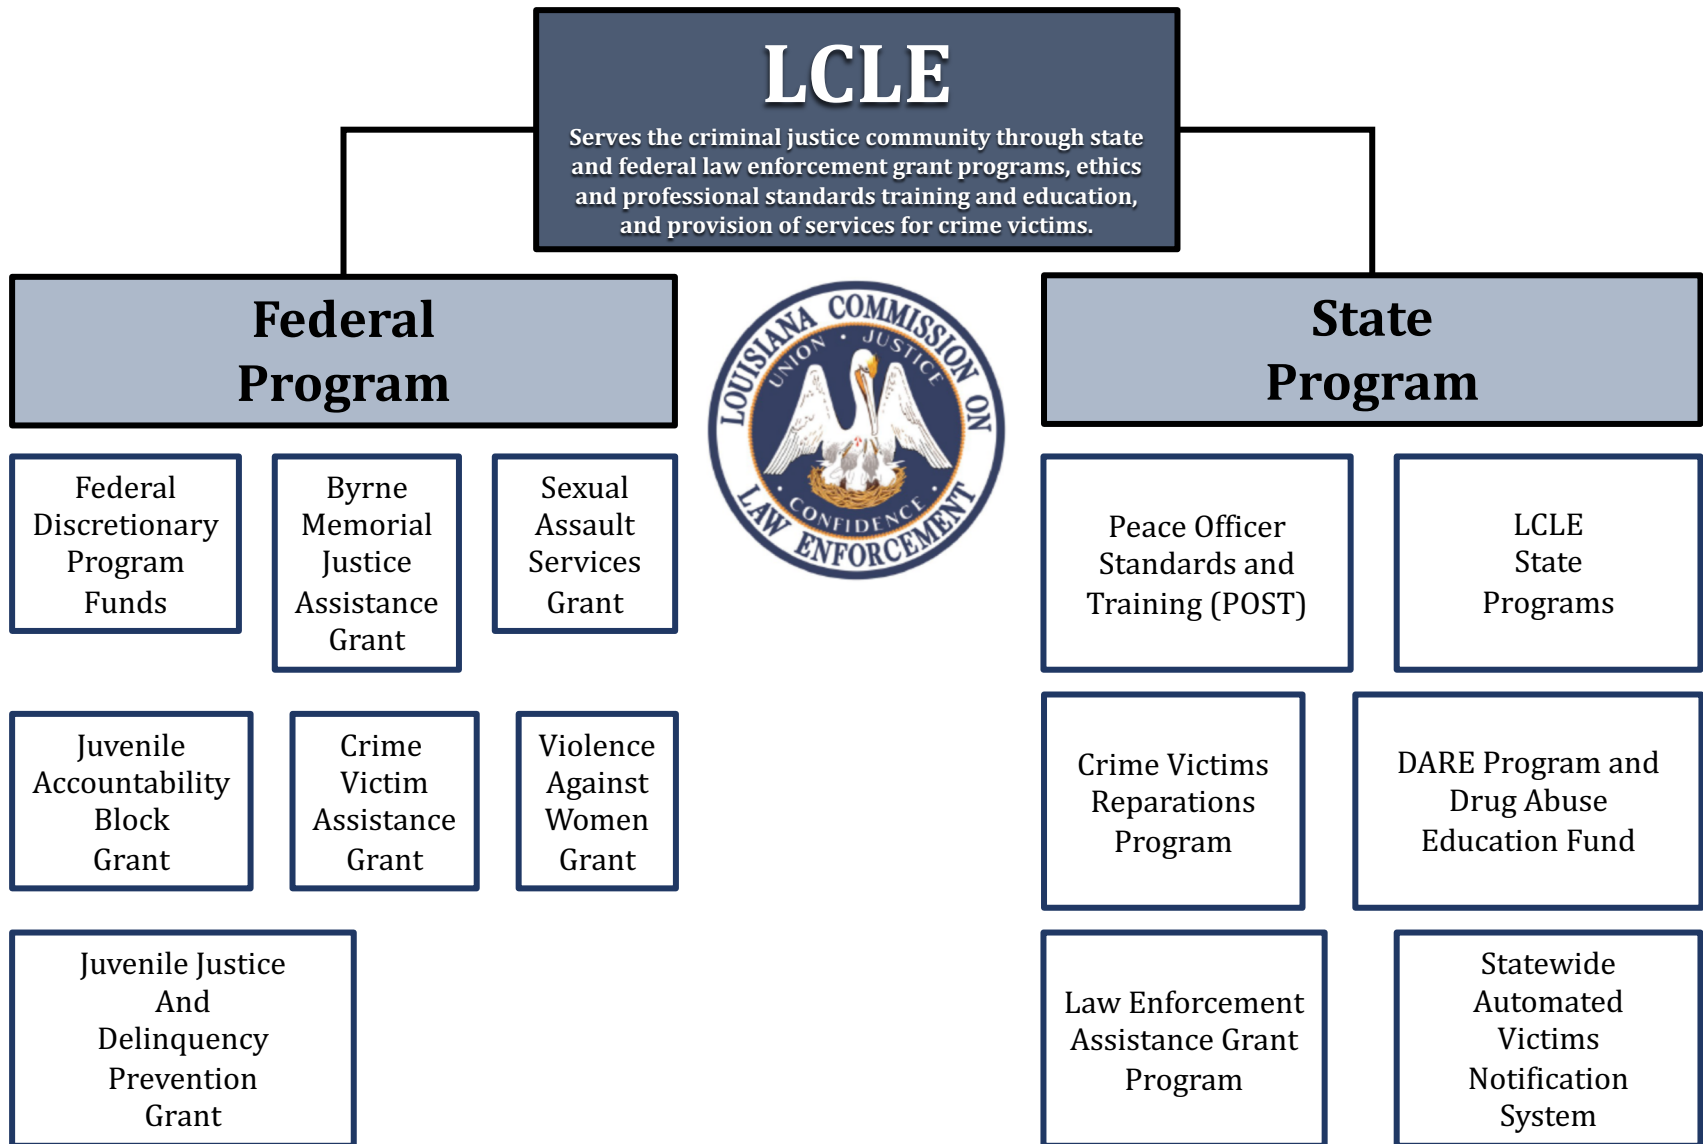 LCLE
Serves the criminal justice community through state
and federal law enforcement grant programs, ethics
and professional standards training and education,
and provision of services for crime victims.
Federal
Program
LOUISIANA COMMISSION ON
LAW ENFORCEMENT
UNION · JUSTICE
· CONFIDENCE ·
State
Program
Federal
Discretionary
Program
Funds
Byrne
Memorial
Justice
Assistance
Grant
Sexual
Assault
Services
Grant
Peace Officer
Standards and
Training (POST)
LCLE
State
Programs
Juvenile
Accountability
Block
Grant
Crime
Victim
Assistance
Grant
Violence
Against
Women
Grant
Crime Victims
Reparations
Program
DARE Program and
Drug Abuse
Education Fund
Juvenile Justice
And
Delinquency
Prevention
Grant
Law Enforcement
Assistance Grant
Program
Statewide
Automated
Victims
Notification
System